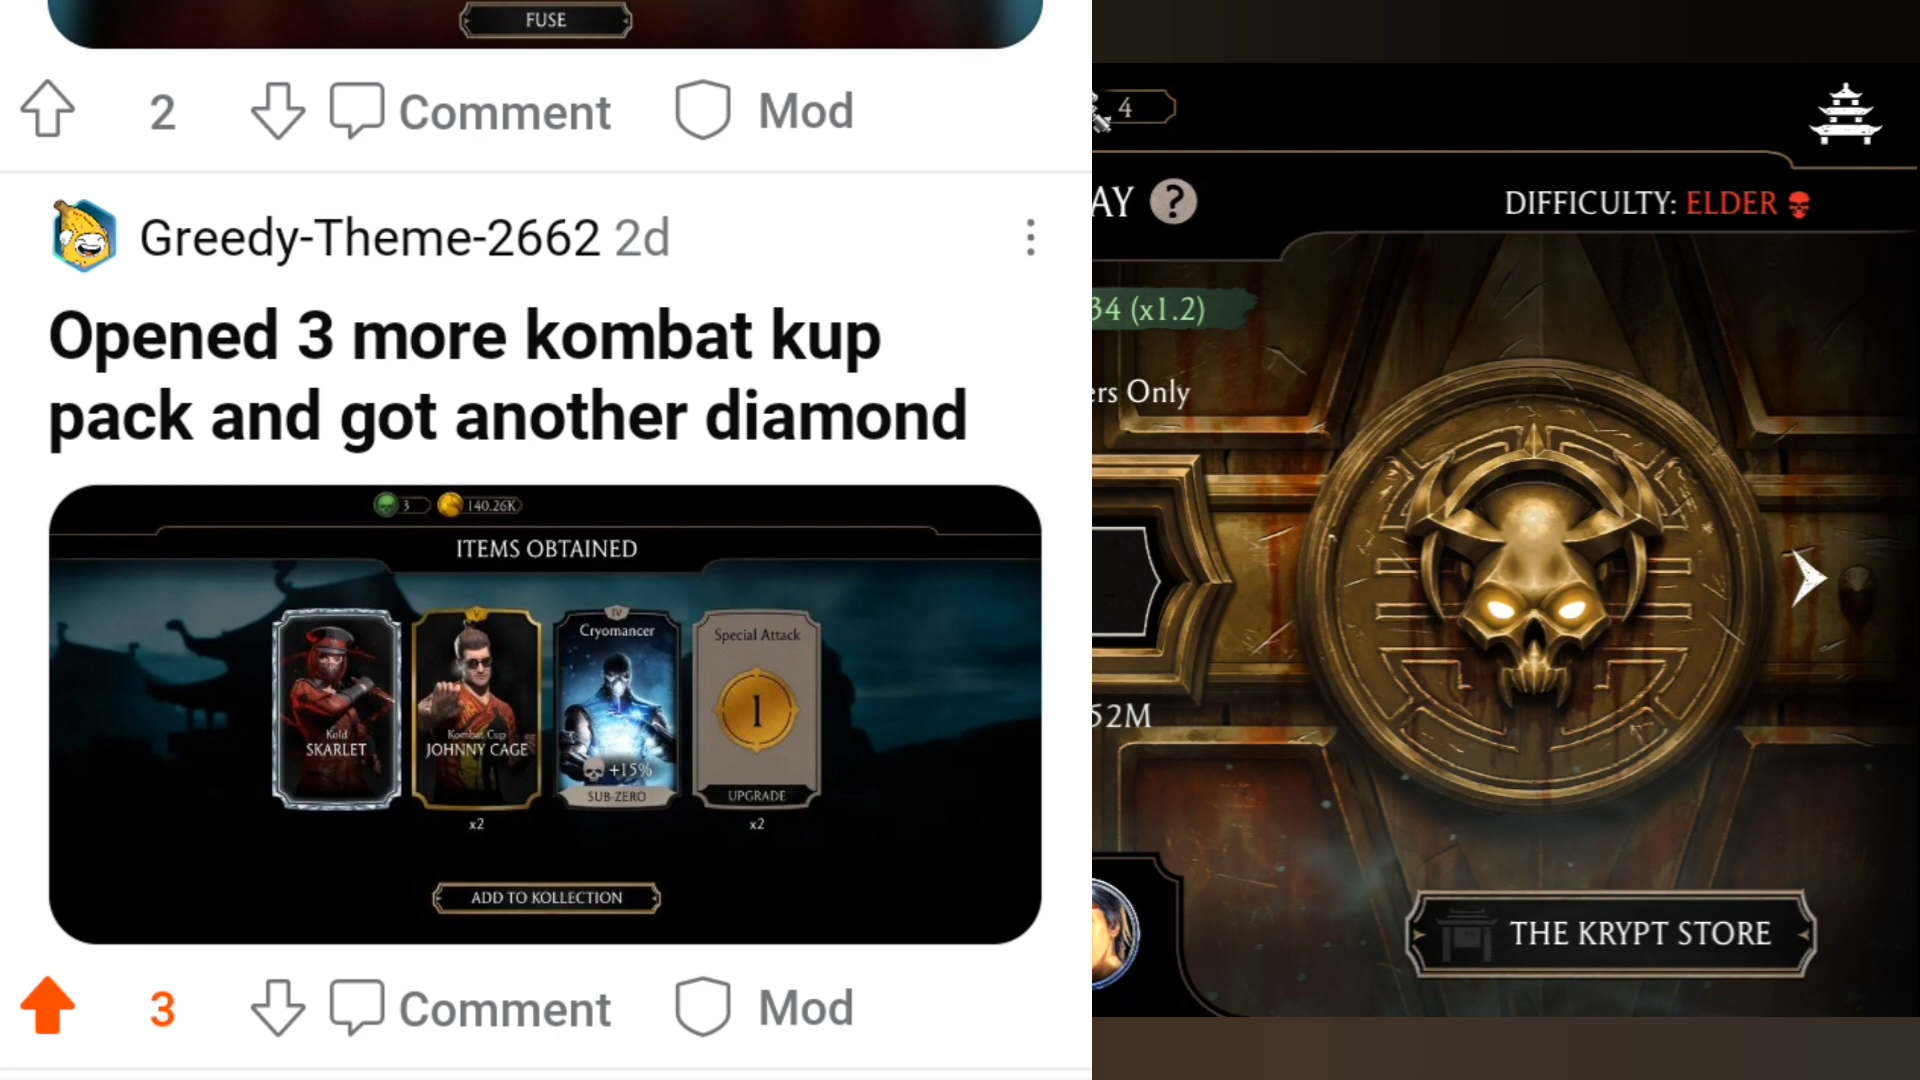 FUSE
2
Comment
Mod
Greedy-Theme-2662 2d
Opened 3 more kombat kup
pack and got another diamond
3
140.26K
ITEMS OBTAINED
Kold
SKARLET
V
Kombat Cup
JOHNNY CAGE
x2
IV
Cryomancer
+15%
SUB-ZERO
Special Attack
1
UPGRADE
x2
ADD TO KOLLECTION
3
Comment
Mod
4
AY
?
DIFFICULTY: ELDER
34 (x1.2)
ers Only
52M
THE KRYPT STORE